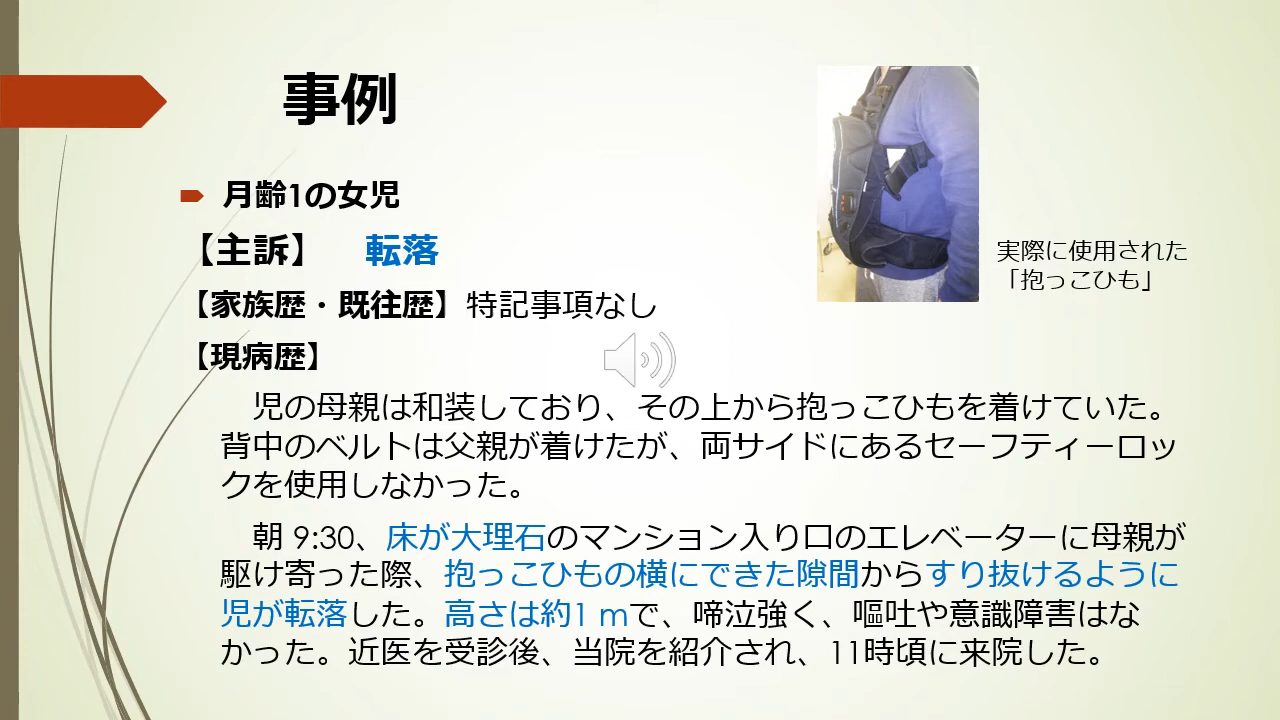 事例
月齢1の女児
【主訴】 転落
【家族歴・既往歴】特記事項なし
【現病歴】
実際に使用された
「抱っこひも」
児の母親は和装しており、その上から抱っこひもを着けていた。
背中のベルトは父親が着けたが、両サイドにあるセーフティーロッ
クを使用しなかった。
朝 9:30、床が大理石のマンション入り口のエレベーターに母親が
駆け寄った際、抱っこひもの横にできた隙間からすり抜けるように
児が転落した。高さは約1 mで、啼泣強く、嘔吐や意識障害はな
かった。近医を受診後、当院を紹介され、11時頃に来院した。